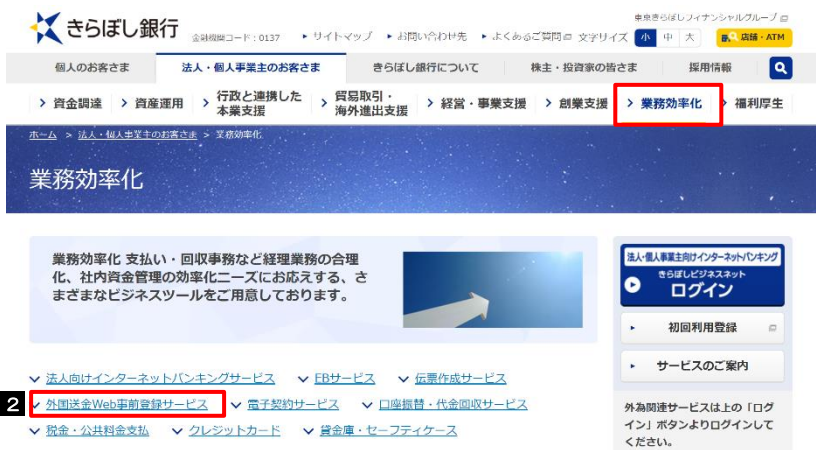 東京きらぼしフィナンシャルグループ
きらぼし銀行
金融機関コード：0137
サイトマップ
お問い合わせ先
よくあるご質問
文字サイズ 小 中 大
店舗・ATM
個人のお客さま
法人・個人事業主のお客さま
きらぼし銀行について
株主・投資家の皆さま
採用情報
資金調達
資産運用
行政と連携した
本業支援
貿易取引・
海外進出支援
経営・事業支援
創業支援
業務効率化
福利厚生
ホーム > 法人・個人事業主のお客さま > 業務効率化
業務効率化
業務効率化 支払い・回収事務など経理業務の合理
化、社内資金管理の効率化ニーズにお応えする、さ
まざまなビジネスツールをご用意しております。
法人・個人事業主向けインターネットバンキング
きらぼしビジネスネット
ログイン
初回利用登録
サービスのご案内
外為関連サービスは上の「ログ
イン」ボタンよりログインして
ください。
法人向けインターネットバンキングサービス
EBサービス
伝票作成サービス
2
外国送金Web事前登録サービス
電子契約サービス
口座振替・代金回収サービス
税金・公共料金支払
クレジットカード
貸金庫・セーフティケース